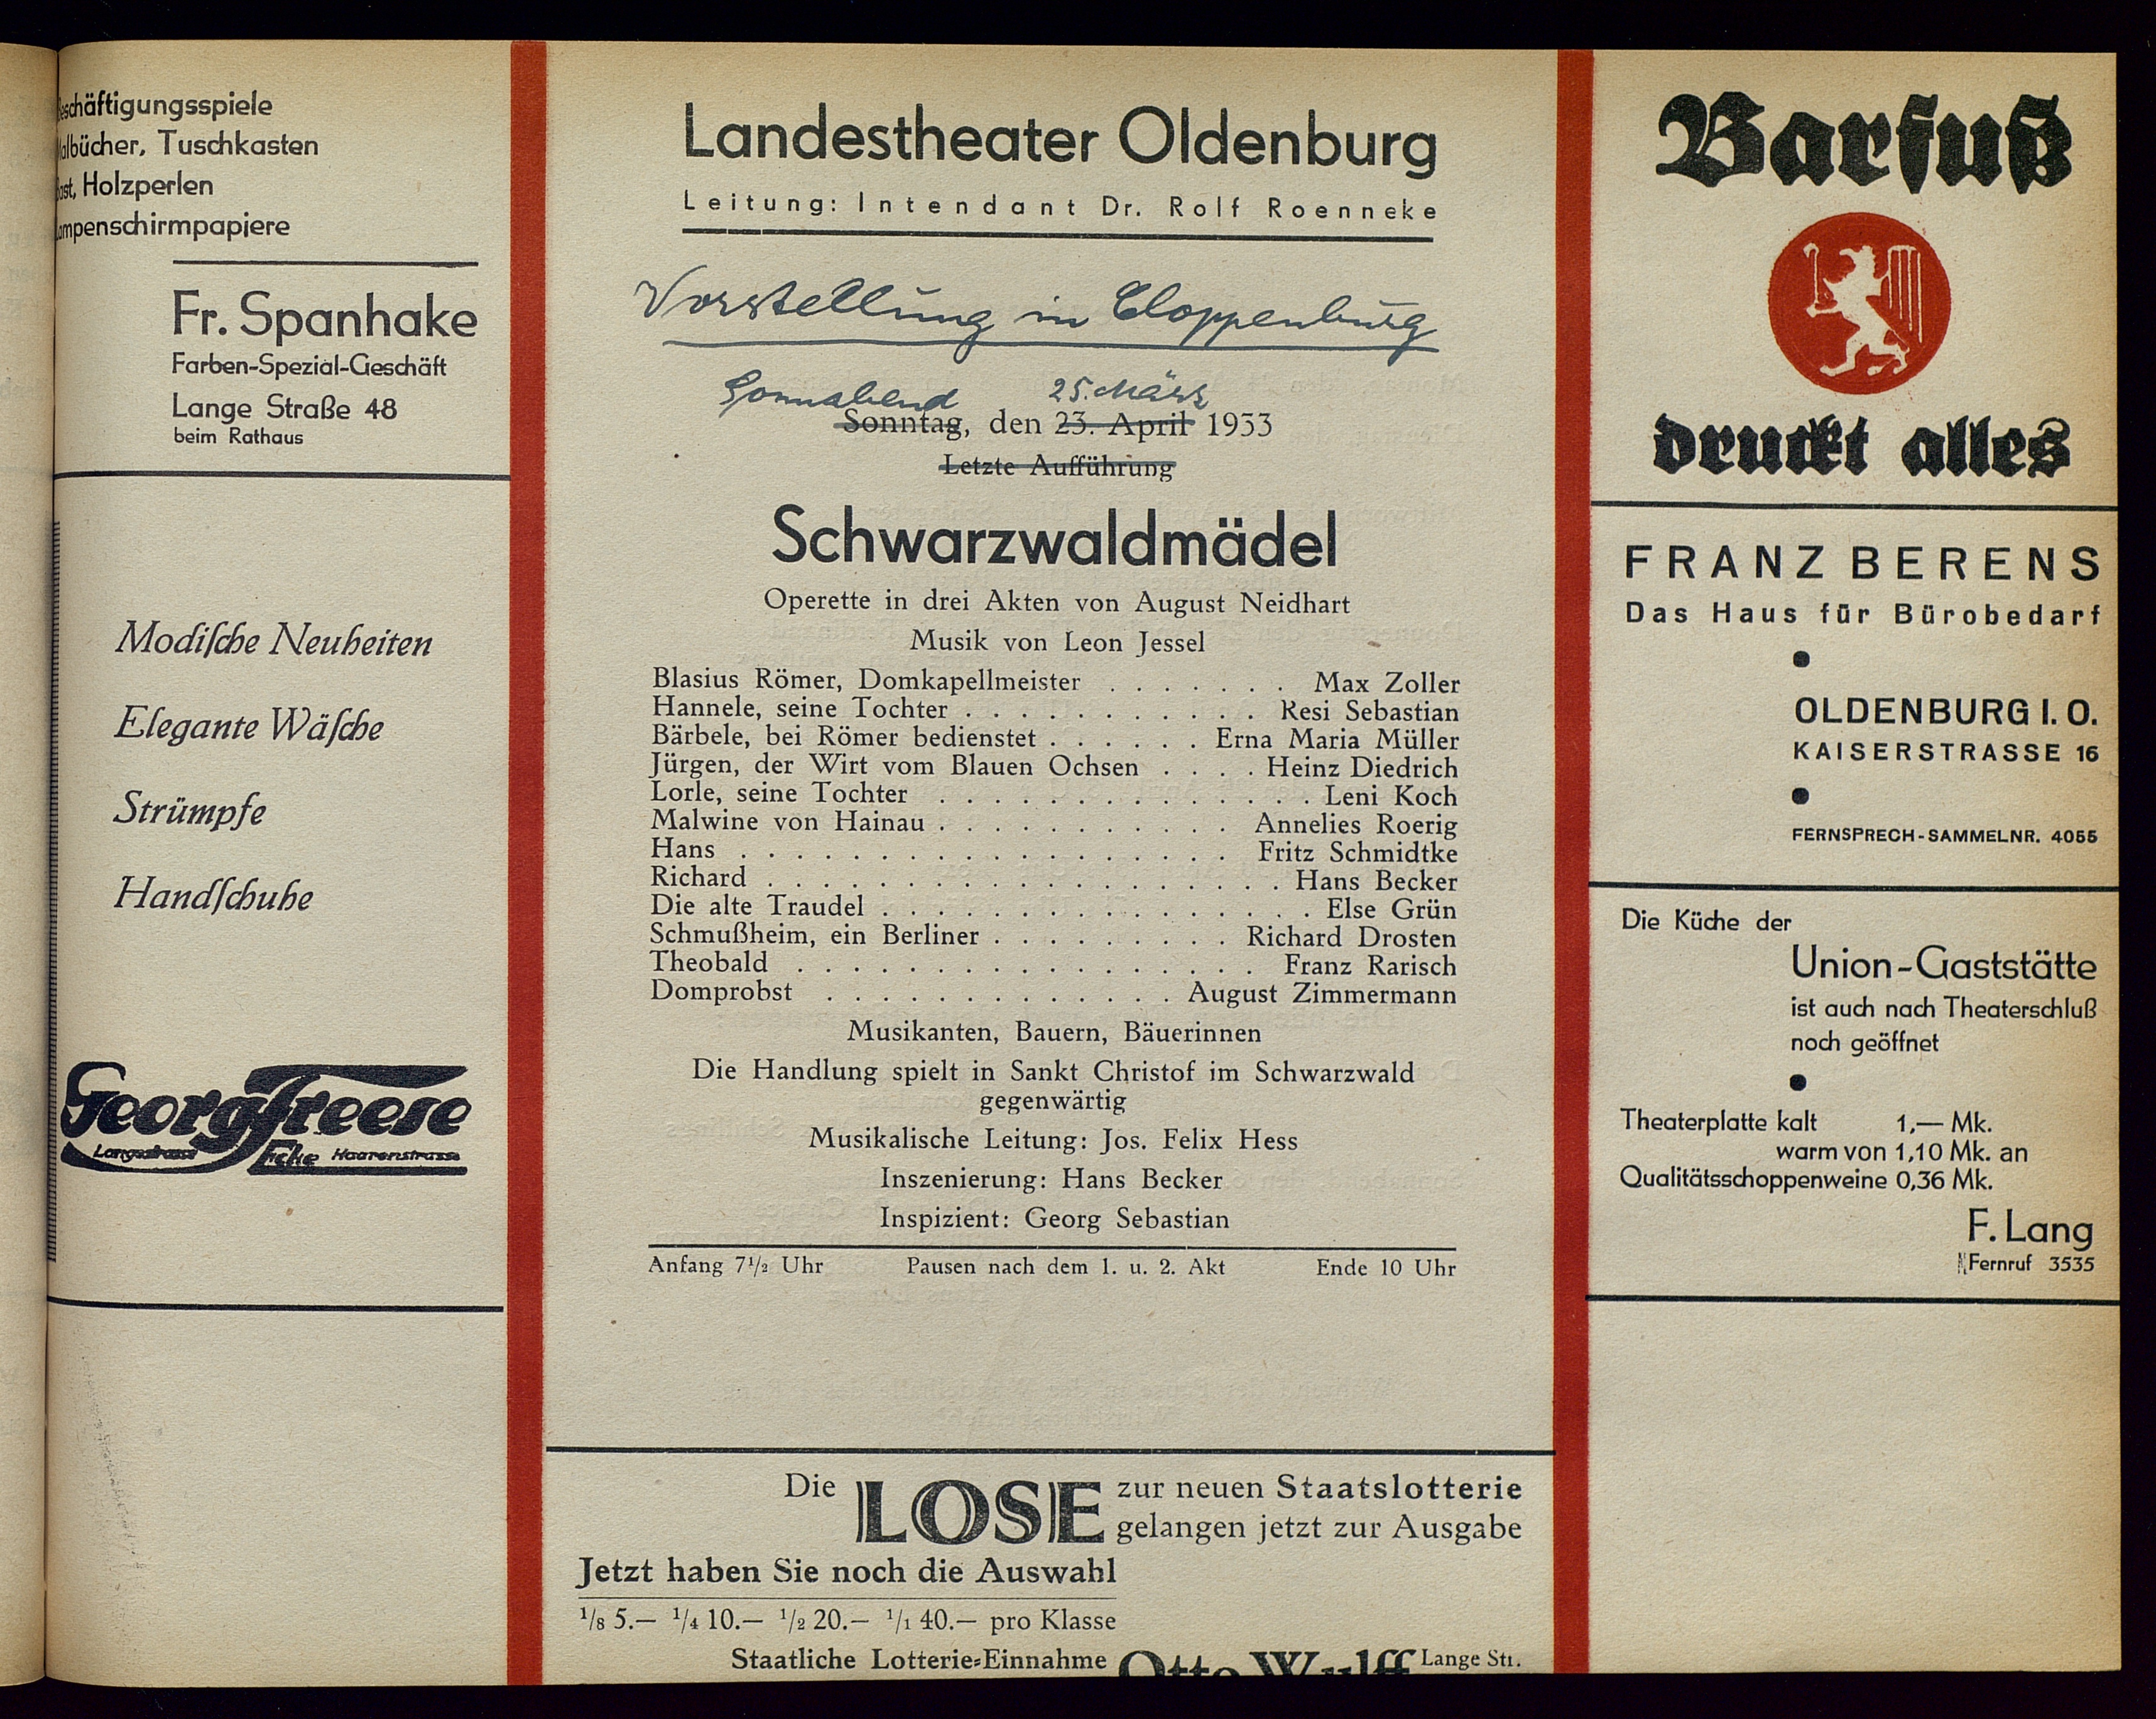 eschäftigungsspiele
albücher, Tuschkasten
ast, Holzperlen
ampenschirmpapiere
Fr. Spanhake
Farben-Spezial-Geschäft
Lange Straße 48
beim Rathaus
Modiſche Neuheiten
Elegante Wäſche
Strümpfe
Handſchuhe
Georg Freese
Langestrasse Ecke Haarenstrasse
Landestheater Oldenburg
Leitung: Intendant Dr. Rolf Roenneke
Vorstellung in Cloppenburg
Sonnabend 25. März
Sonntag, den 23. April 1933
Letzte Aufführung
Schwarzwaldmädel
Operette in drei Akten von August Neidhart
Musik von Leon Jessel
Blasius Römer, Domkapellmeister . . . . . . . Max Zoller
Hannele, seine Tochter . . . . . . . . . . . Resi Sebastian
Bärbele, bei Römer bedienstet . . . . . . Erna Maria Müller
Jürgen, der Wirt vom Blauen Ochsen . . . . Heinz Diedrich
Lorle, seine Tochter . . . . . . . . . . . . . . Leni Koch
Malwine von Hainau . . . . . . . . . . . Annelies Roerig
Hans . . . . . . . . . . . . . . . . . . Fritz Schmidtke
Richard . . . . . . . . . . . . . . . . . . . Hans Becker
Die alte Traudel . . . . . . . . . . . . . . . . Else Grün
Schmußheim, ein Berliner . . . . . . . . . Richard Drosten
Theobald . . . . . . . . . . . . . . . . . Franz Rarisch
Domprobst . . . . . . . . . . . . . August Zimmermann
Musikanten, Bauern, Bäuerinnen
Die Handlung spielt in Sankt Christof im Schwarzwald
gegenwärtig
Musikalische Leitung: Jos. Felix Hess
Inszenierung: Hans Becker
Inspizient: Georg Sebastian
Anfang 7½ Uhr Pausen nach dem 1. u. 2. Akt Ende 10 Uhr
Die LOSE zur neuen Staatslotterie
gelangen jetzt zur Ausgabe
Jetzt haben Sie noch die Auswahl
1/8 5.— 1/4 10.— 1/2 20.— 1/1 40.— pro Klasse
Staatliche Lotterie-Einnahme Otto Wulff Lange Str.
Barfuß
druckt alles
FRANZ BERENS
Das Haus für Bürobedarf
OLDENBURG I. O.
KAISERSTRASSE 16
FERNSPRECH-SAMMELNR. 4055
Die Küche der
Union-Gaststätte
ist auch nach Theaterschluß
noch geöffnet
Theaterplatte kalt 1,— Mk.
warm von 1,10 Mk. an
Qualitätsschoppenweine 0,36 Mk.
F. Lang
Fernruf 3535